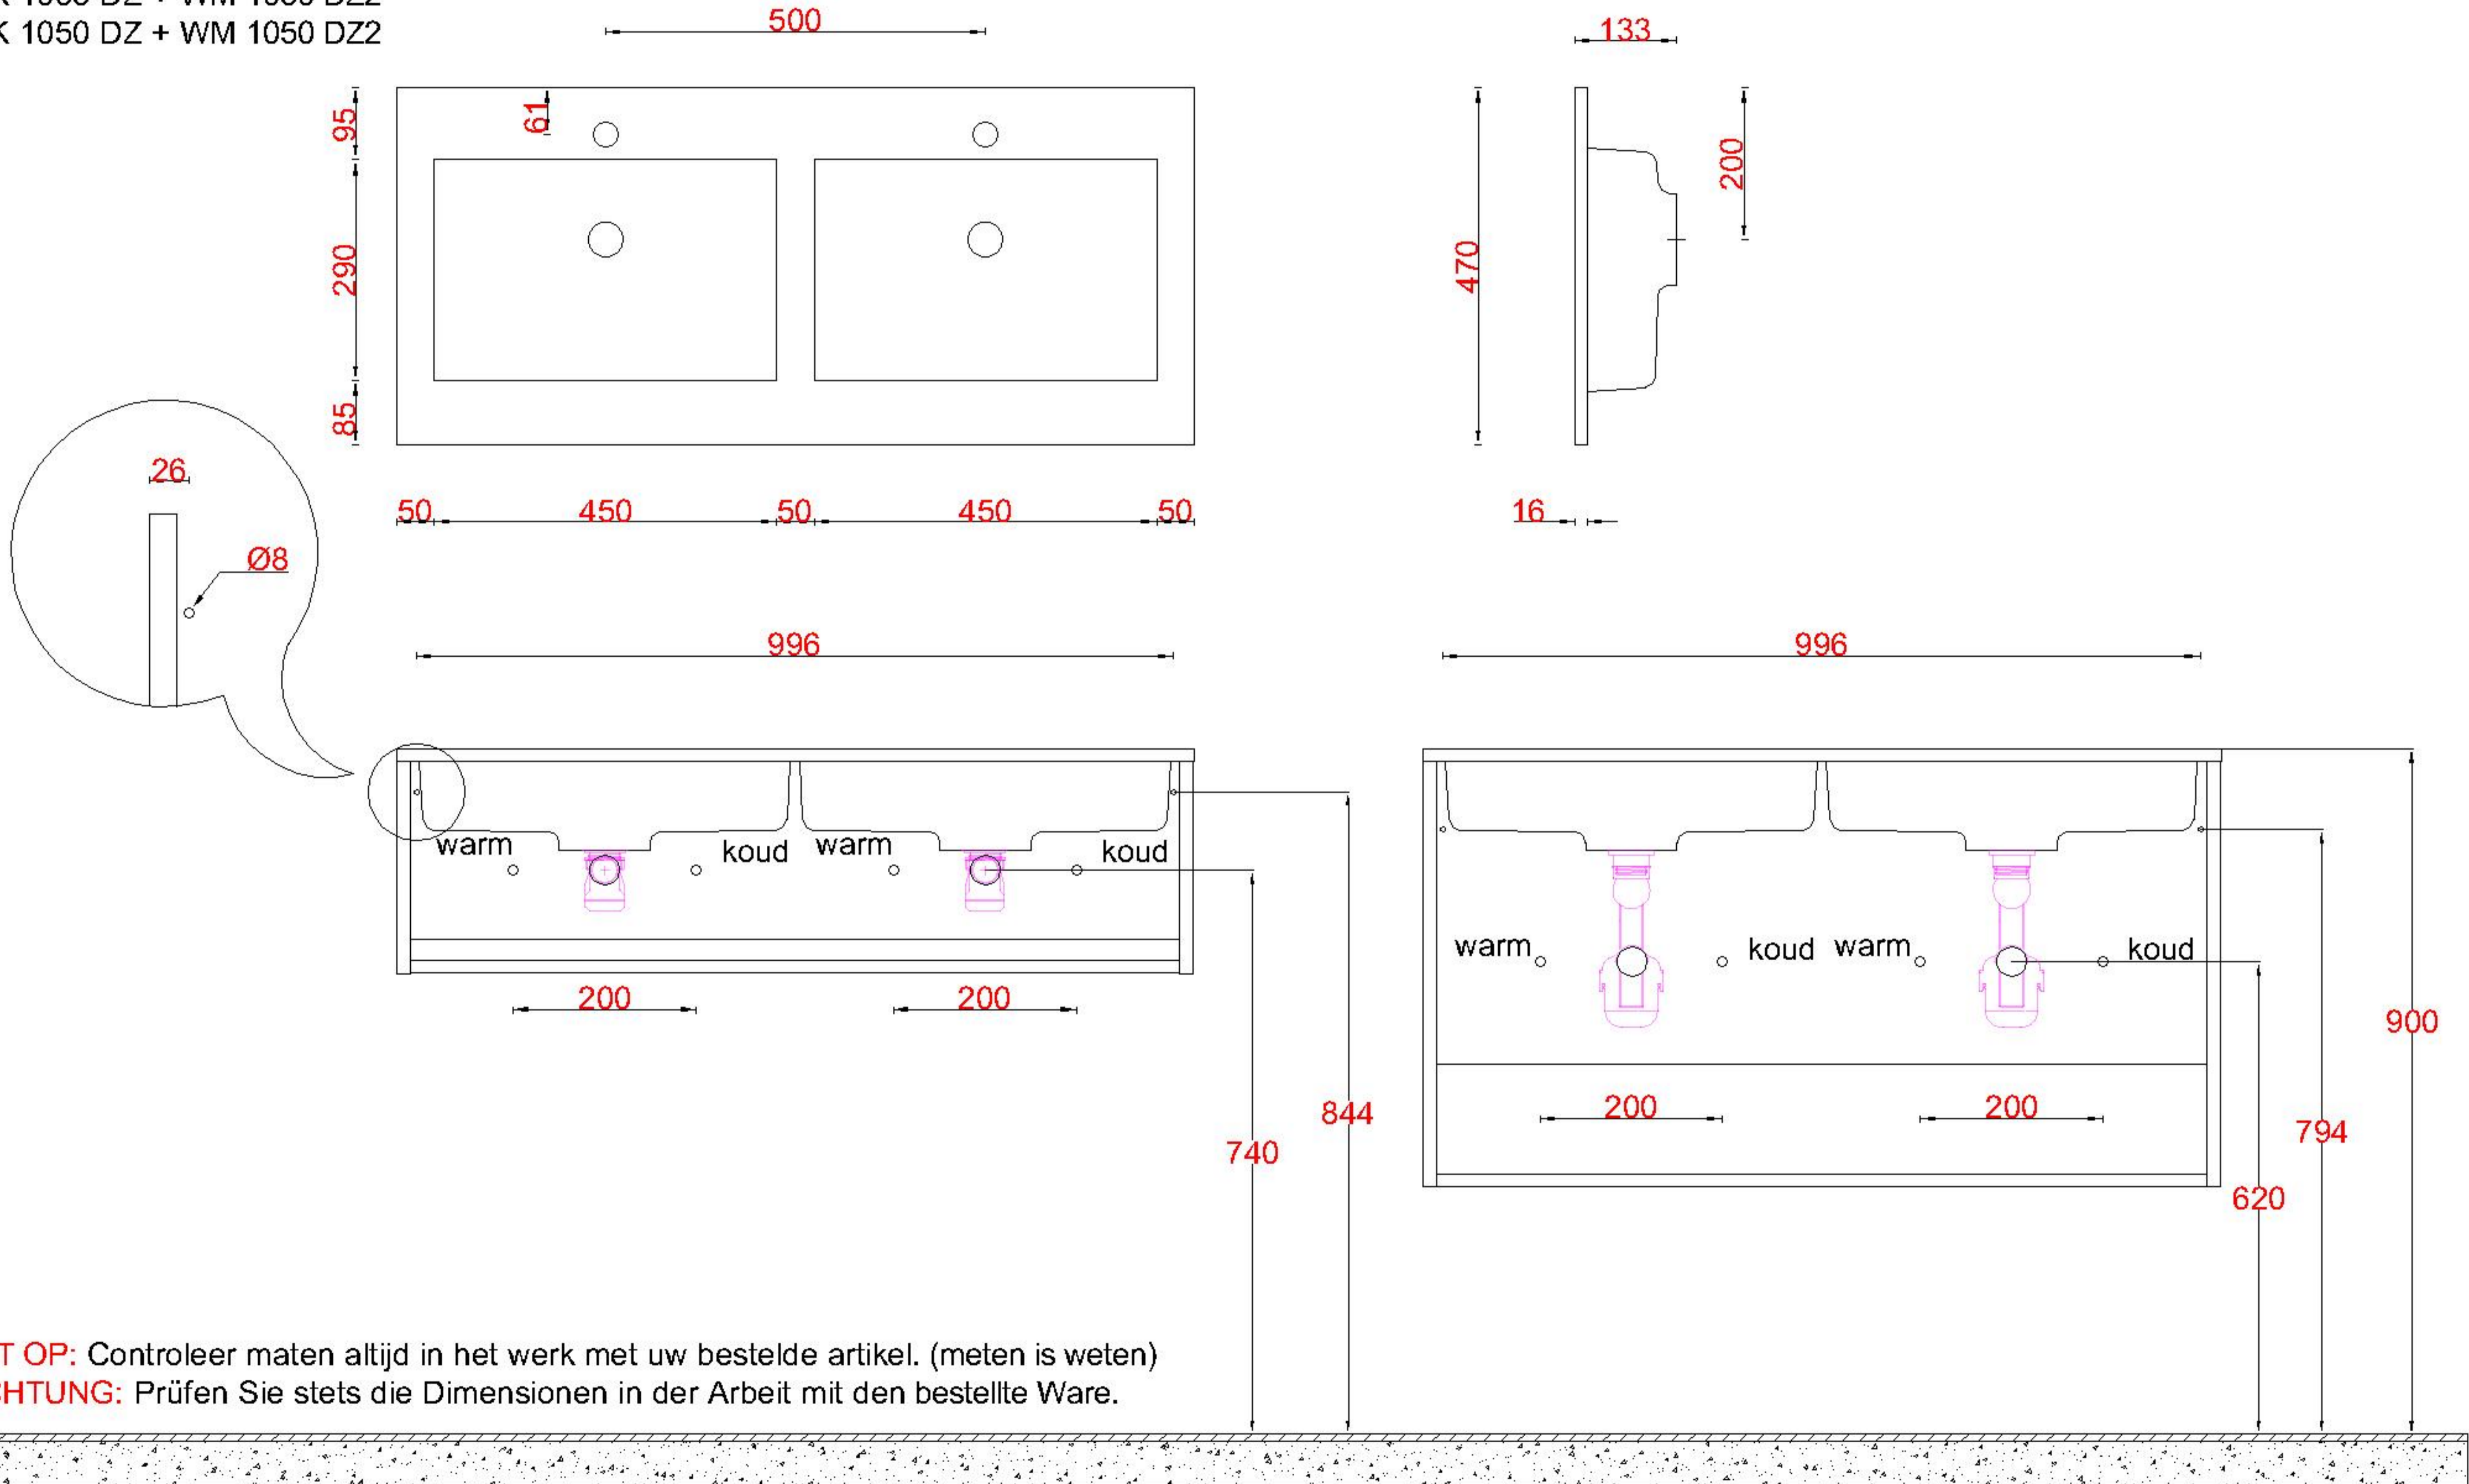 K 1050 DZ + WM 1050 DZ2
500
133
95
61
200
290
470
85
26
50 450 50 450 50
16
Ø8
996
996
warm koud warm koud
warm koud warm koud
200 200
900
200 200
844
794
740
620
T OP: Controleer maten altijd in het werk met uw bestelde artikel. (meten is weten)
CHTUNG: Prüfen Sie stets die Dimensionen in der Arbeit mit den bestellte Ware.